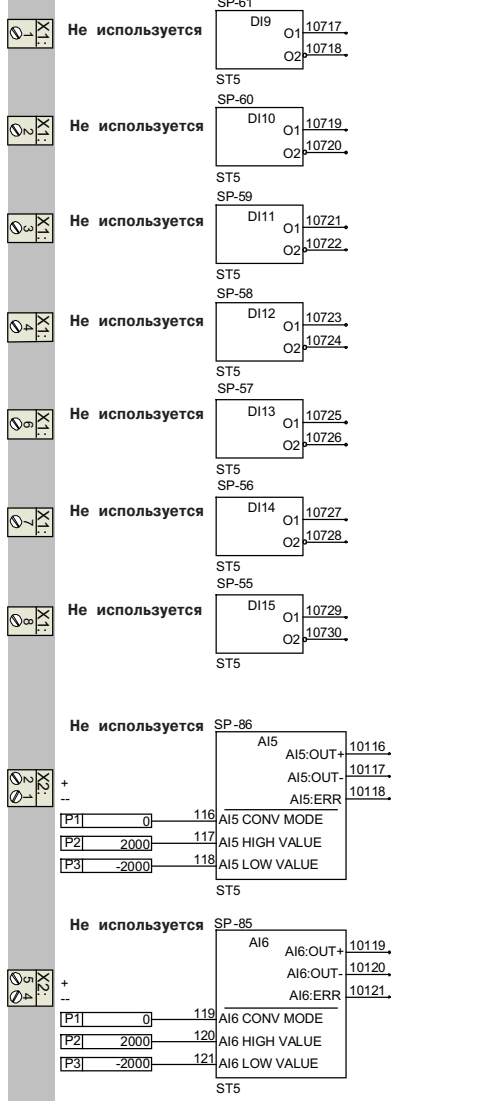 SP-61
X1:
1
Не используется
DI9
O1 10717
O2 10718
ST5
SP-60
X1:
2
Не используется
DI10
O1 10719
O2 10720
ST5
SP-59
X1:
3
Не используется
DI11
O1 10721
O2 10722
ST5
SP-58
X1:
4
Не используется
DI12
O1 10723
O2 10724
ST5
SP-57
X1:
6
Не используется
DI13
O1 10725
O2 10726
ST5
SP-56
X1:
7
Не используется
DI14
O1 10727
O2 10728
ST5
SP-55
X1:
8
Не используется
DI15
O1 10729
O2 10730
ST5
Не используется SP-86
AI5
AI5:OUT+ 10116
X2:
2 1
+
--
AI5:OUT- 10117
AI5:ERR 10118
P1 0 116 AI5 CONV MODE
P2 2000 117 AI5 HIGH VALUE
P3 -2000 118 AI5 LOW VALUE
ST5
Не используется SP-85
AI6
AI6:OUT+ 10119
X2:
5 4
+
--
AI6:OUT- 10120
AI6:ERR 10121
P1 0 119 AI6 CONV MODE
P2 2000 120 AI6 HIGH VALUE
P3 -2000 121 AI6 LOW VALUE
ST5